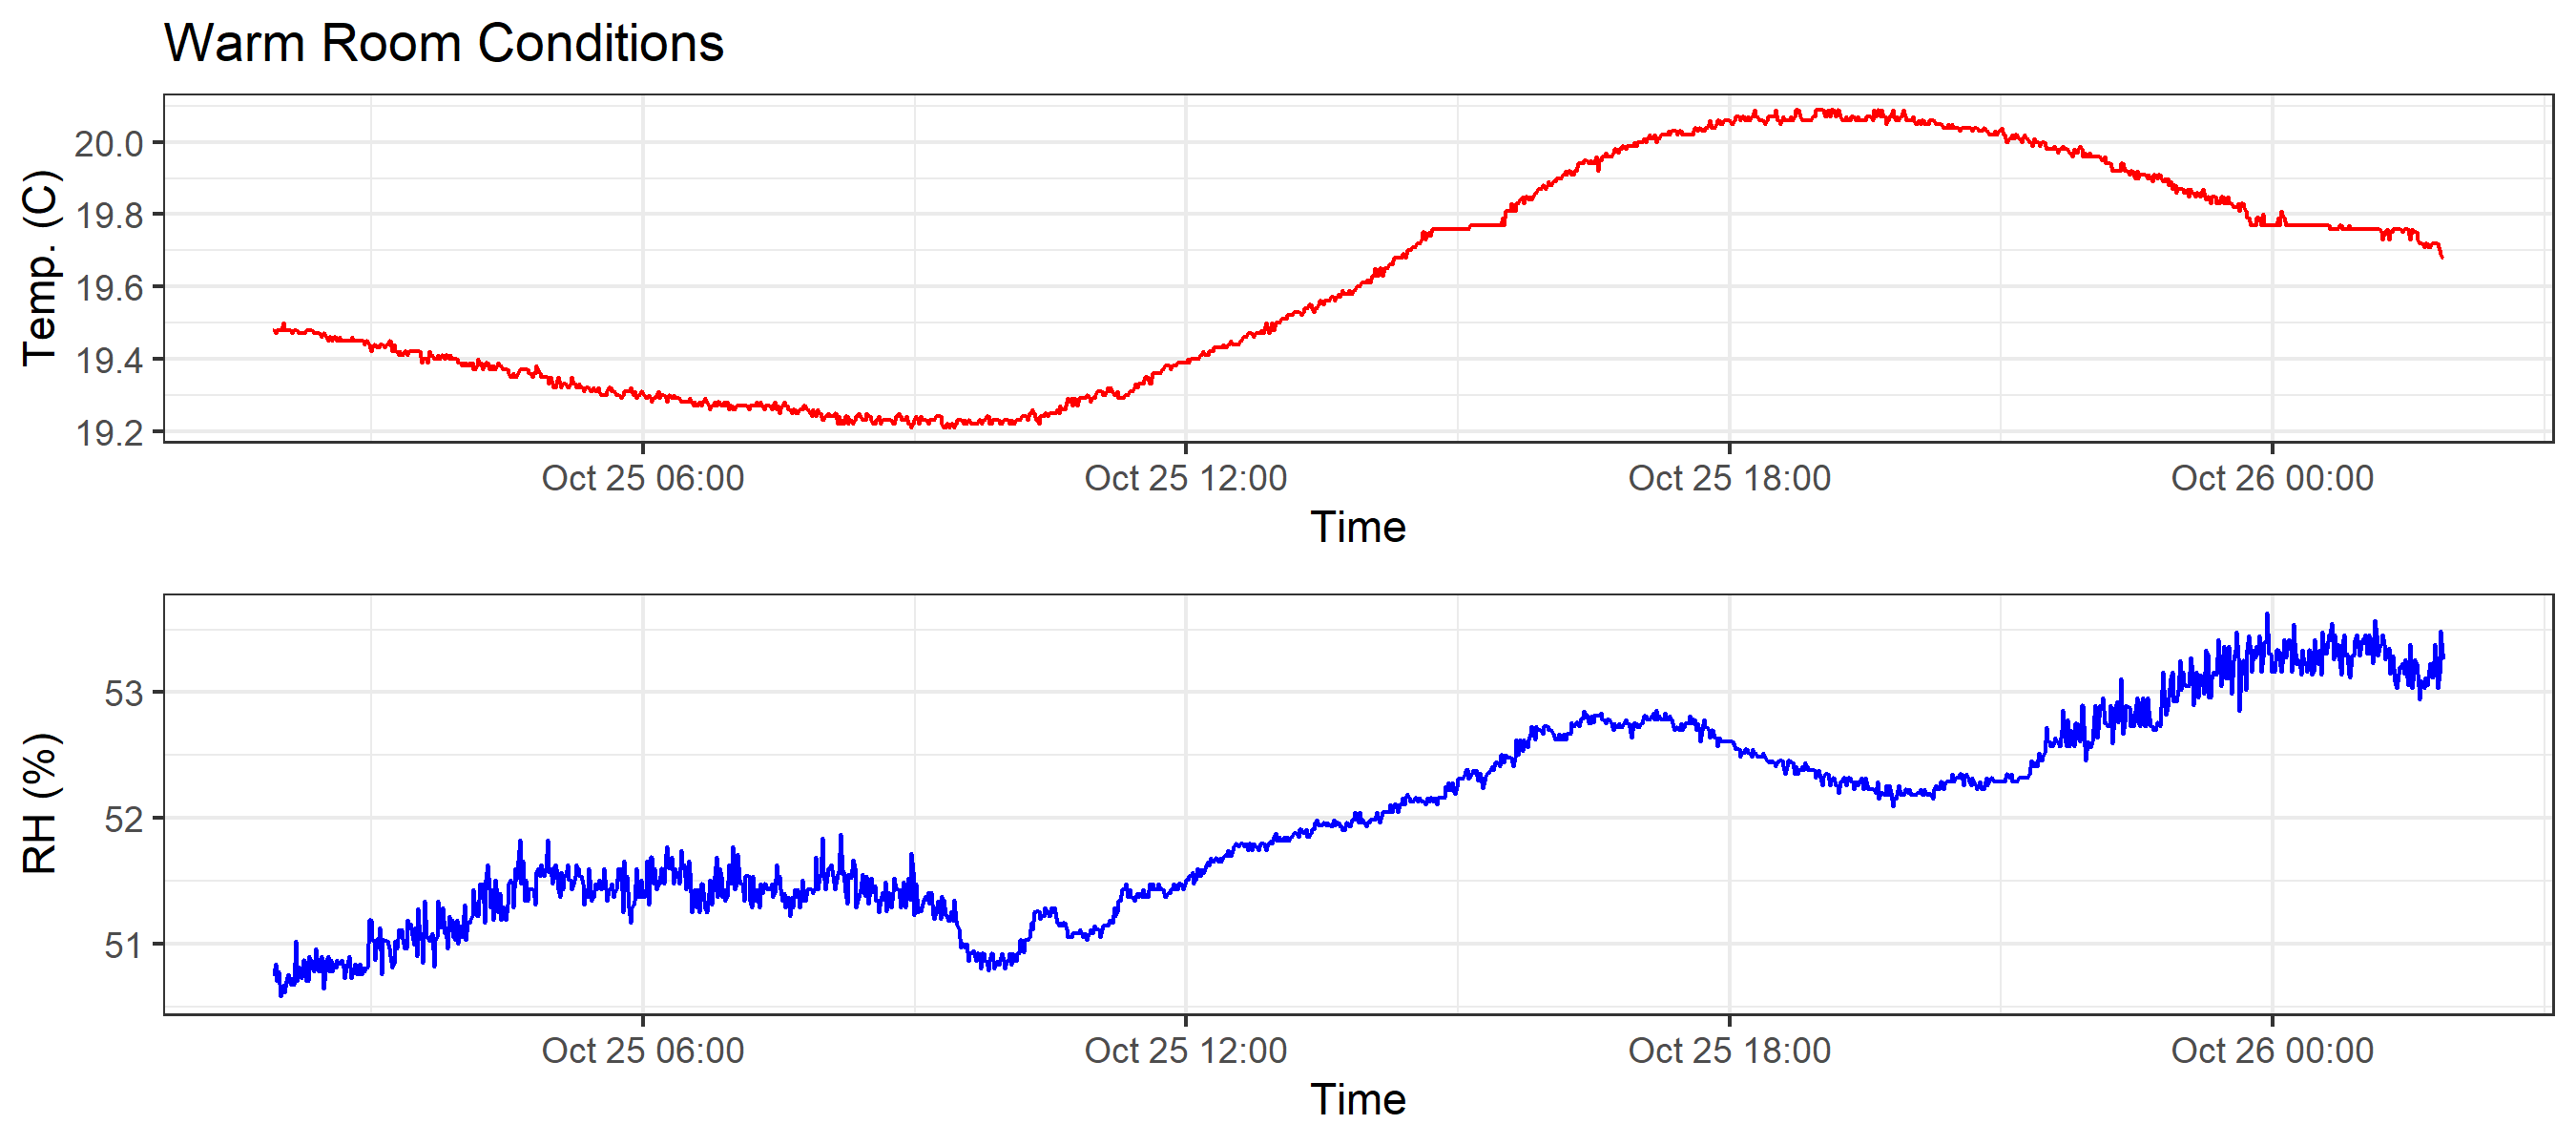 Warm Room Conditions
Temp. (C)
20.0
19.8
19.6
19.4
19.2
Oct 25 06:00 Oct 25 12:00 Oct 25 18:00 Oct 26 00:00
Time
RH (%)
53
52
51
Oct 25 06:00 Oct 25 12:00 Oct 25 18:00 Oct 26 00:00
Time